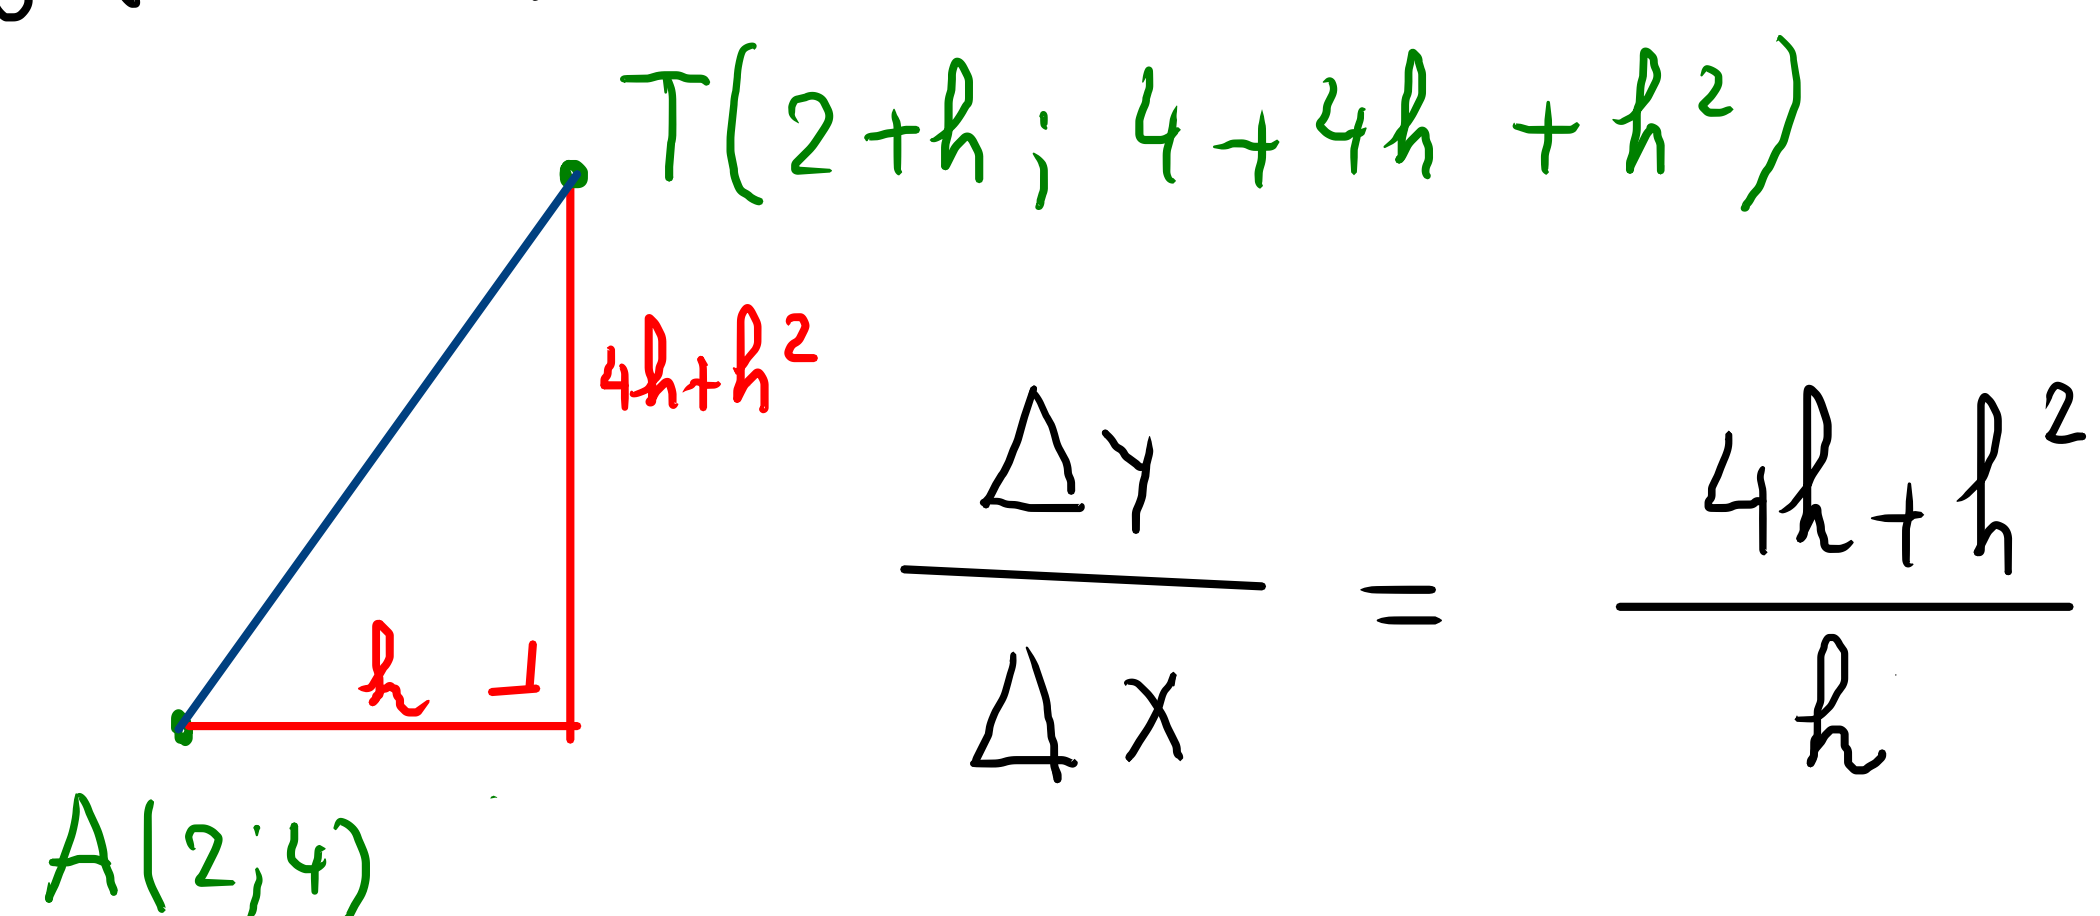 T(2+h; 4+4h+h²)
4h+h²
Δy/Δx = (4h+h²)/h
h
A(2;4)